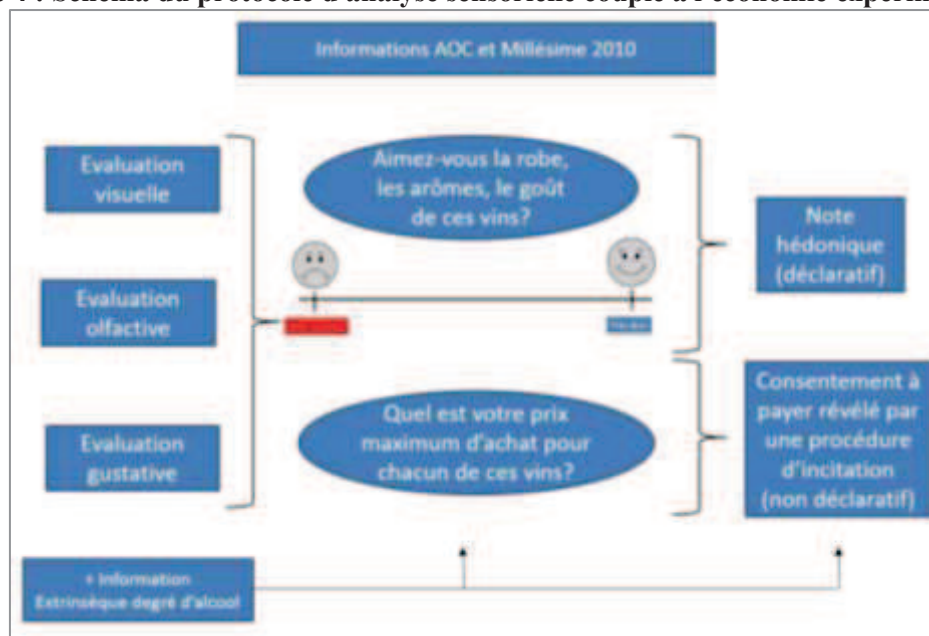 4 : Schéma du protocole d'analyse sensorielle couplé à l'économie
Informations AOC et Millésime 2010
Evaluation
visuelle
Evaluation
olfactive
Evaluation
gustative
Aimez-vous la robe,
les arômes, le goût
de ces vins?
Quel est votre prix
maximum d'achat pour
chacun de ces vins?
Note
hédonique
(déclaratif)
Consentement à
payer révélé par
une procédure
d'incitation
(non déclaratif)
+ Information
Extrinsèque degré d'alcool